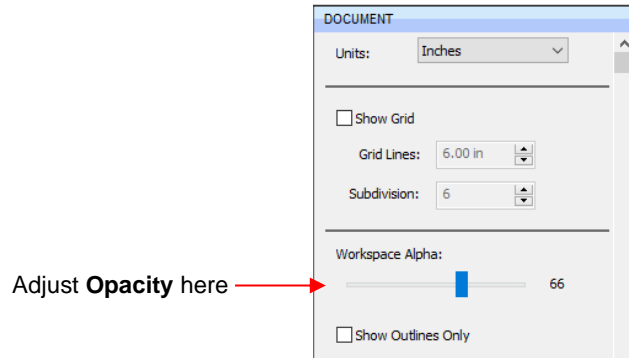 DOCUMENT
Units: Inches
Show Grid
Grid Lines: 6.00 in
Subdivision: 6
Workspace Alpha:
Adjust Opacity here
66
Show Outlines Only